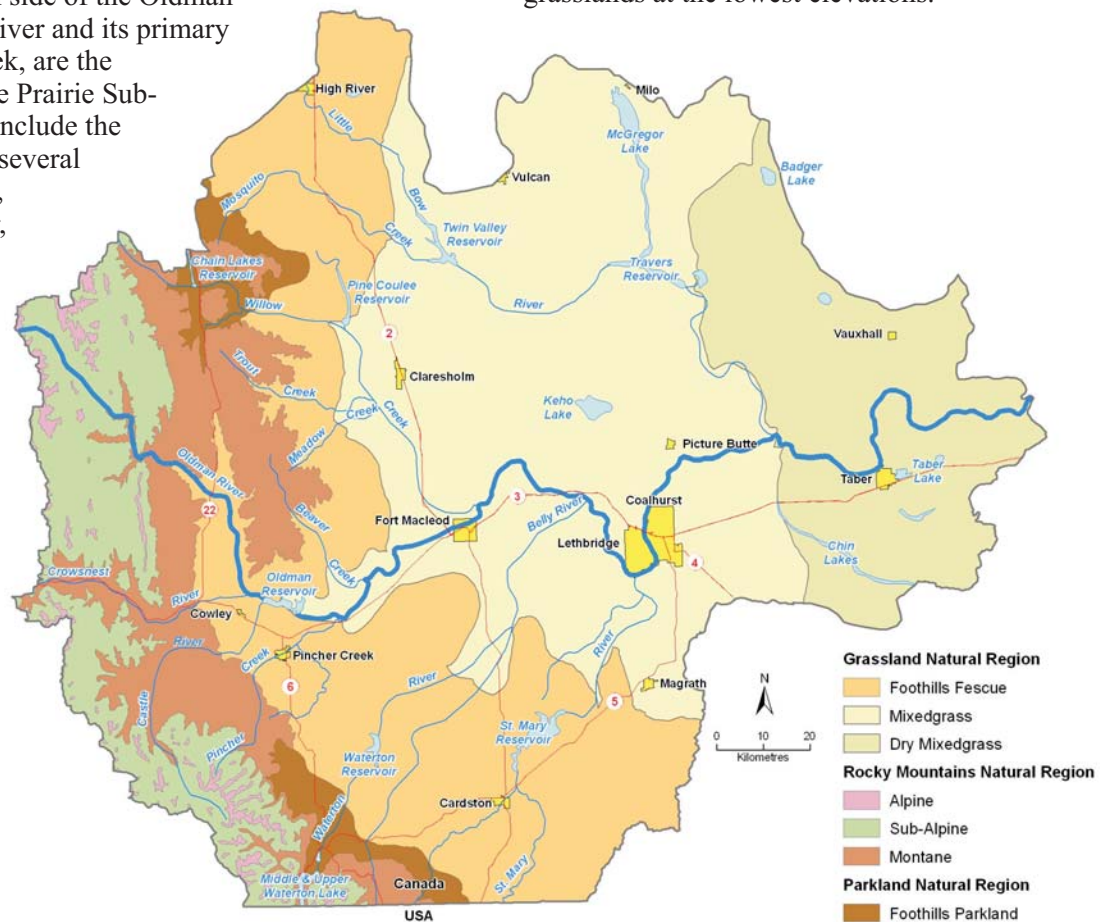 side of the Oldman
iver and its primary
ek, are the
e Prairie Sub-
nclude the
several
,
,
grasslands at the lowest elevations.
High River
Little
Bow
River
Milo
McGregor
Lake
Badger
Lake
Vulcan
Mosquito
Creek
Twin Valley
Reservoir
Travers
Reservoir
Chain Lakes
Reservoir
Pine Coulee
Reservoir
Willow
Creek
2
Vauxhall
Claresholm
Trout
Creek
Keho
Lake
Meadow
Creek
Picture Butte
Oldman River
22
Taber
Taber
Lake
Coalhurst
3
Beaver
Creek
Fort Macleod
Belly River
Lethbridge
4
Chin
Lakes
Crowsnest
River
Oldman
Reservoir
Cowley
River
Castle
Creek
Pincher
Pincher Creek
6
River
River
Magrath
5
St. Mary
Reservoir
Waterton
Reservoir
Cardston
Waterton
St. Mary
Middle & Upper
Waterton Lake
Canada
USA
N
0 10 20
Kilometres
Grassland Natural Region
Foothills Fescue
Mixedgrass
Dry Mixedgrass
Rocky Mountains Natural Region
Alpine
Sub-Alpine
Montane
Parkland Natural Region
Foothills Parkland